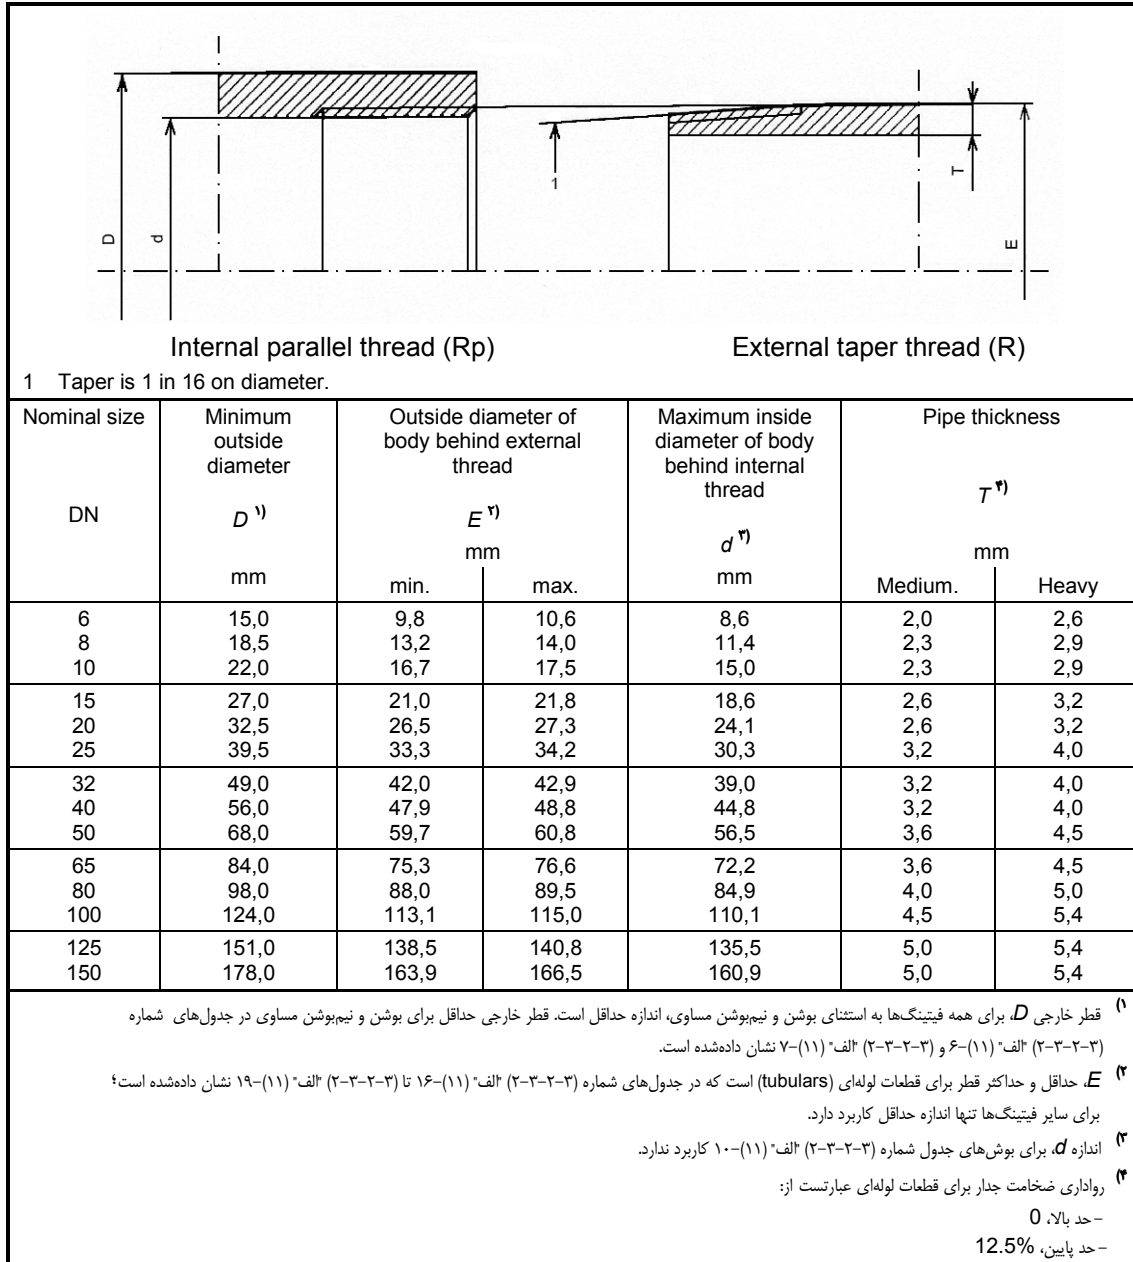 D
d
1
T
E
Internal parallel thread (Rp)
External taper thread (R)
1 Taper is 1 in 16 on diameter.
Nominal size
DN
Minimum
outside
diameter
D ۱)
mm
Outside diameter of
body behind external
thread
E ۲)
mm
min. max.
Maximum inside
diameter of body
behind internal
thread
d ۳)
mm
Pipe thickness
T ۴)
mm
Medium. Heavy
6 15,0 9,8 10,6 8,6 2,0 2,6
8 18,5 13,2 14,0 11,4 2,3 2,9
10 22,0 16,7 17,5 15,0 2,3 2,9
15 27,0 21,0 21,8 18,6 2,6 3,2
20 32,5 26,5 27,3 24,1 2,6 3,2
25 39,5 33,3 34,2 30,3 3,2 4,0
32 49,0 42,0 42,9 39,0 3,2 4,0
40 56,0 47,9 48,8 44,8 3,2 4,0
50 68,0 59,7 60,8 56,5 3,6 4,5
65 84,0 75,3 76,6 72,2 3,6 4,5
80 98,0 88,0 89,5 84,9 4,0 5,0
100 124,0 113,1 115,0 110,1 4,5 5,4
125 151,0 138,5 140,8 135,5 5,0 5,4
150 178,0 163,9 166,5 160,9 5,0 5,4
۱) قطر خارجی D، برای همه فیتینگ‌ها به استثنای بوشن و نیم‌بوشن مساوی، اندازه حداقل است. قطر خارجی حداقل برای بوشن و نیم‌بوشن مساوی در جدول‌های شماره
(۳-۲-۳-۲) "الف" (۱۱)-۶ و (۳-۲-۳-۲) "الف" (۱۱)-۷ نشان داده‌شده است.
۲) E، حداقل و حداکثر قطر برای قطعات لوله‌ای (tubulars) است که در جدول‌های شماره (۳-۲-۳-۲) "الف" (۱۱)-۱۶ تا (۳-۲-۳-۲) "الف" (۱۱)-۱۹ نشان داده‌شده است؛
برای سایر فیتینگ‌ها تنها اندازه حداقل کاربرد دارد.
۳) اندازه d، برای بوش‌های جدول شماره (۳-۲-۳-۲) "الف" (۱۱)-۱۰ کاربرد ندارد.
۴) رواداری ضخامت جدار برای قطعات لوله‌ای عبارتست از:
- حد بالا، 0
- حد پایین، 12.5%